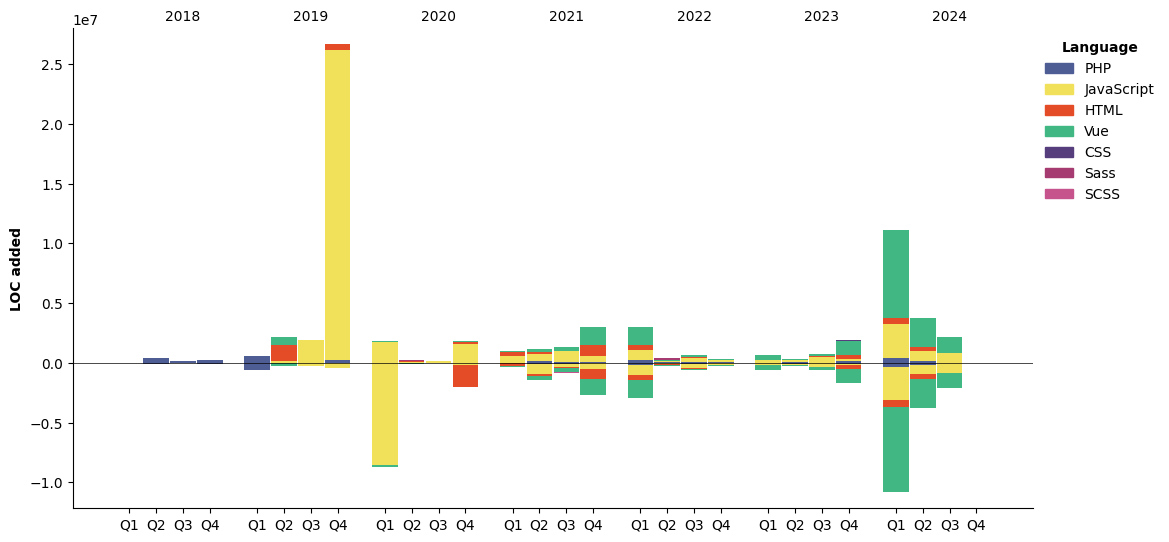 1e7
2018 2019 2020 2021 2022 2023 2024
Language
PHP
JavaScript
HTML
Vue
CSS
Sass
SCSS
LOC added
2.5
2.0
1.5
1.0
0.5
0.0
−0.5
−1.0
Q1 Q2 Q3 Q4 Q1 Q2 Q3 Q4 Q1 Q2 Q3 Q4 Q1 Q2 Q3 Q4 Q1 Q2 Q3 Q4 Q1 Q2 Q3 Q4 Q1 Q2 Q3 Q4